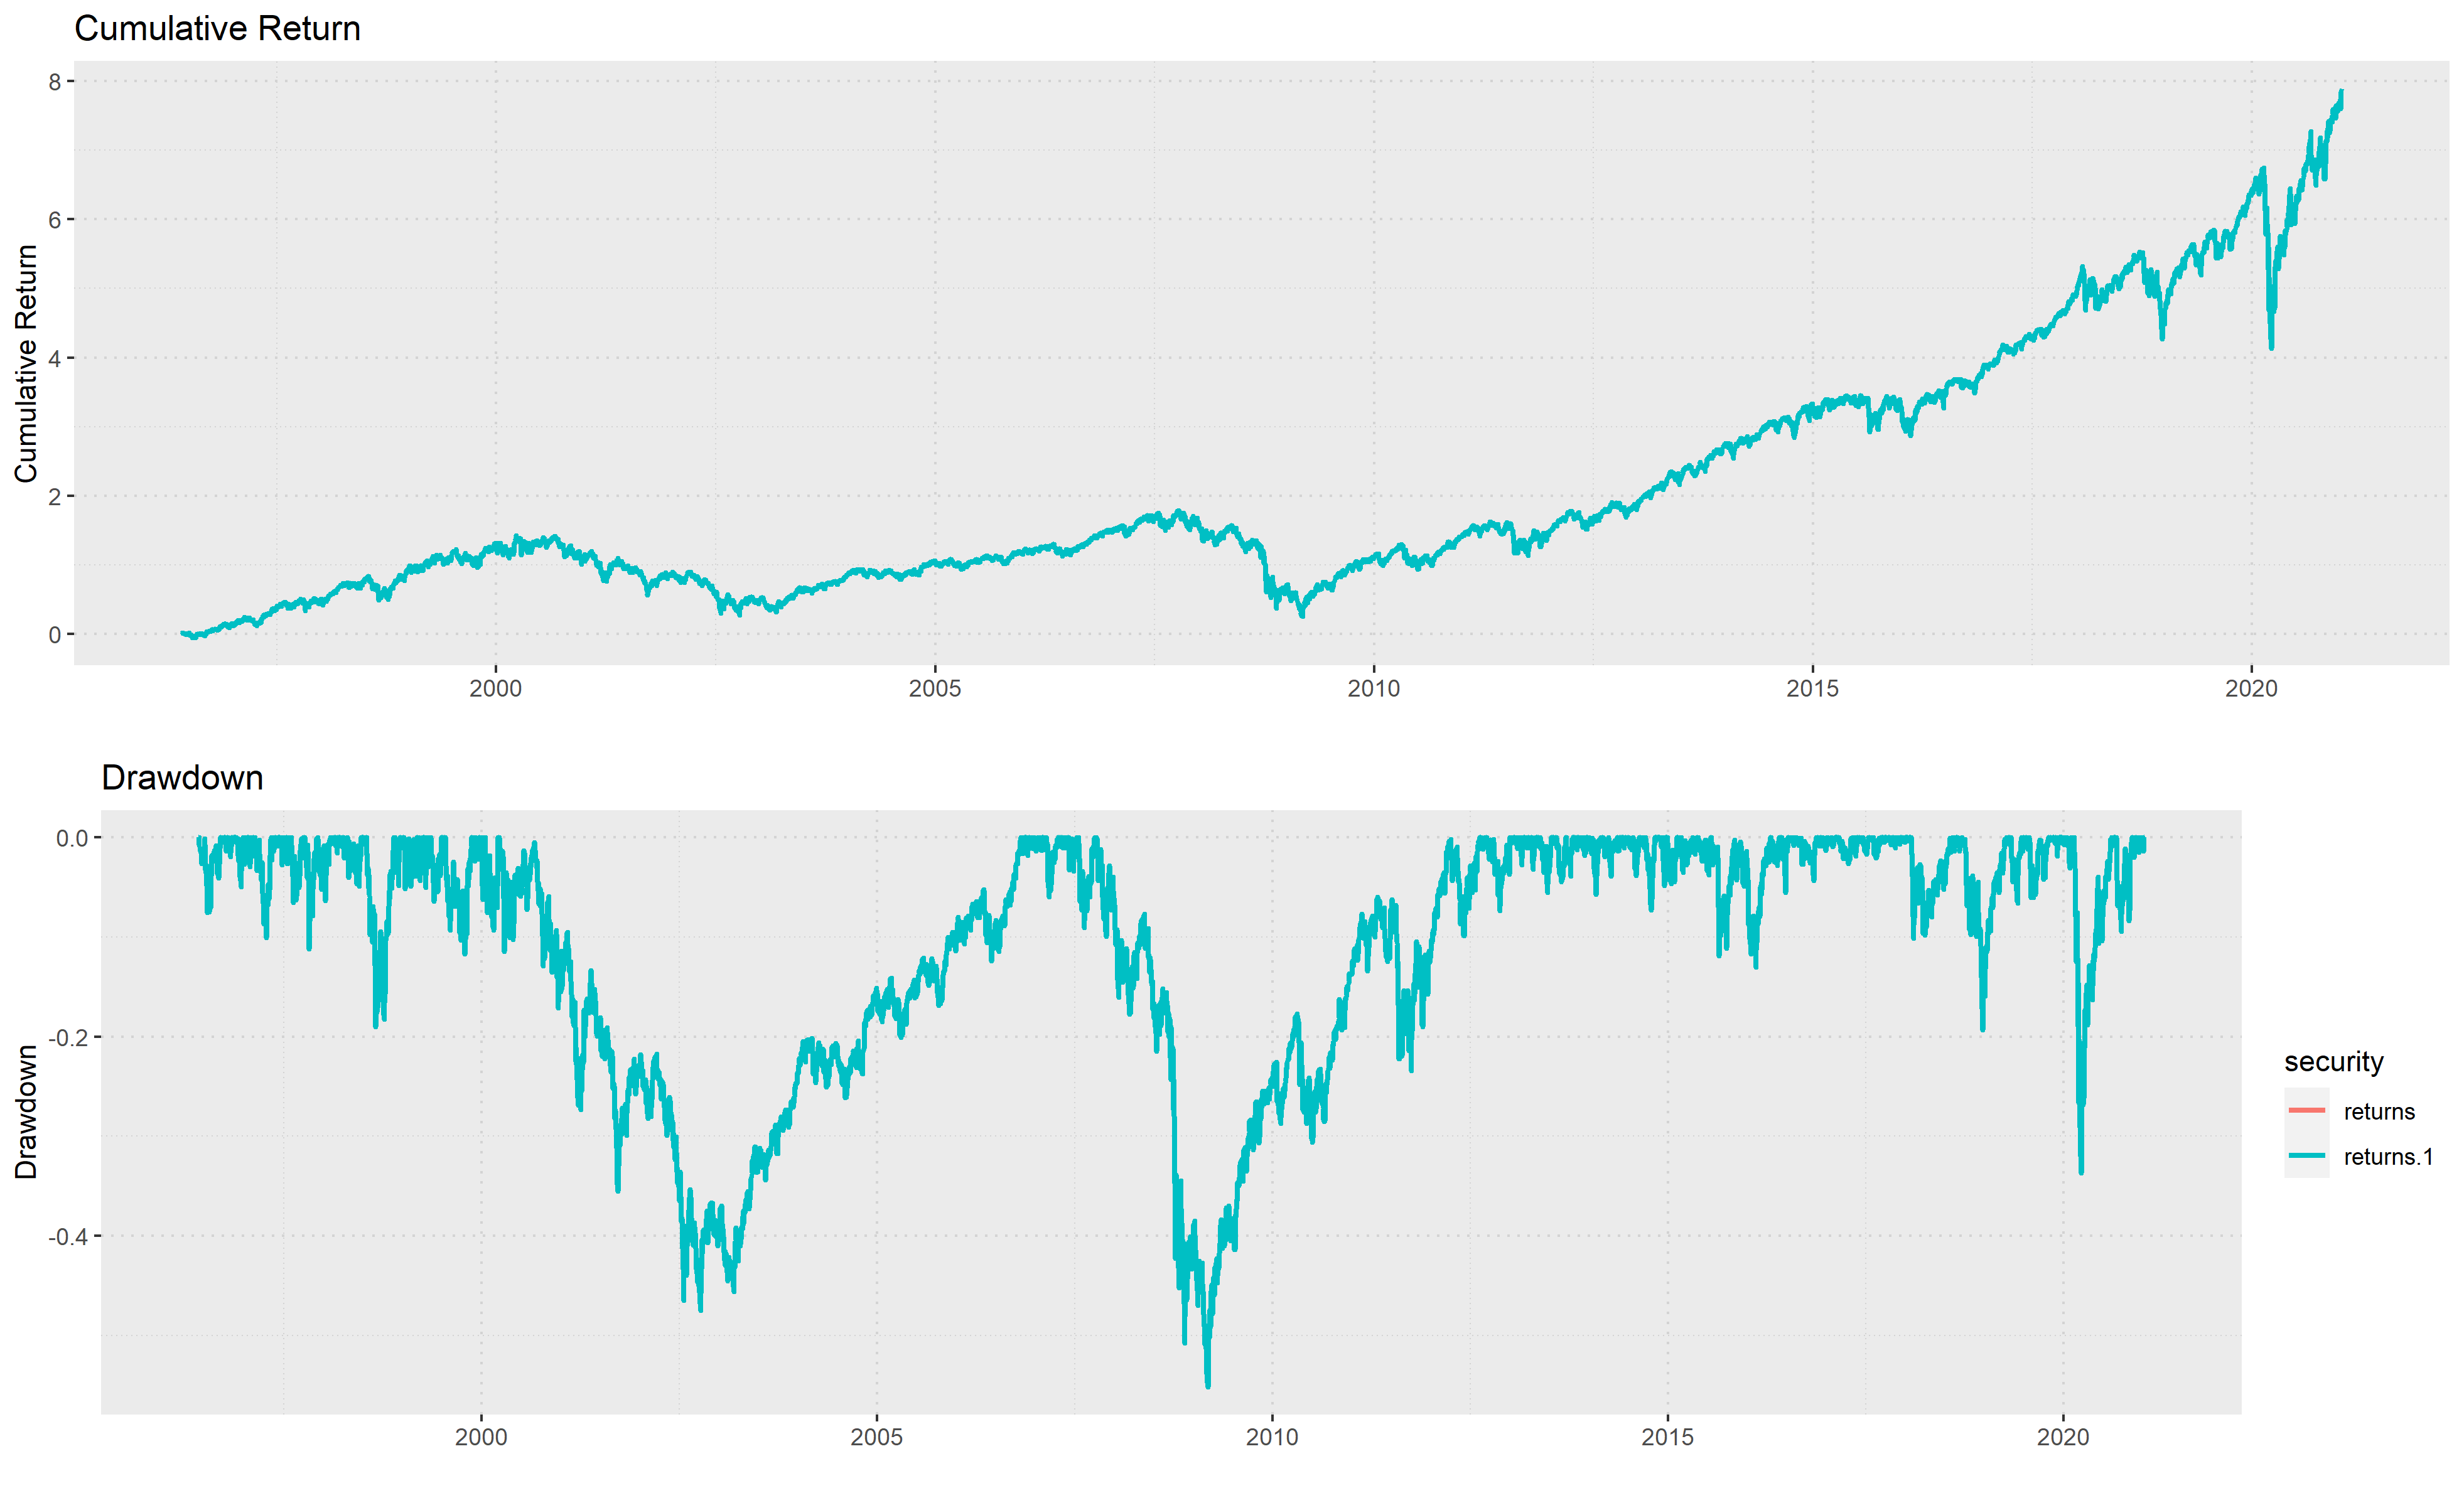 Cumulative Return
Cumulative Return
8
6
4
2
0
2000 2005 2010 2015 2020
Drawdown
Drawdown
0.0
-0.2
-0.4
2000 2005 2010 2015 2020
security
returns
returns.1